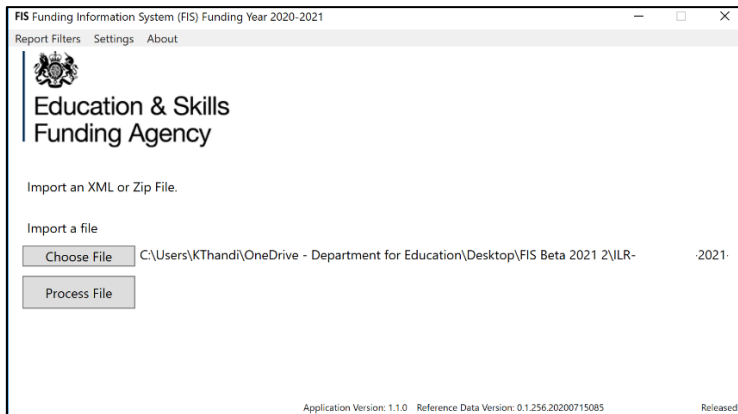 FIS Funding Information System (FIS) Funding Year 2020-2021
Report Filters Settings About
Education & Skills
Funding Agency
Import an XML or Zip File.
Import a file
Choose File C:\Users\KThandi\OneDrive - Department for Education\Desktop\FIS Beta 2021 2\ILR- -2021-
Process File
Application Version: 1.1.0 Reference Data Version: 0.1.256.20200715085 Released